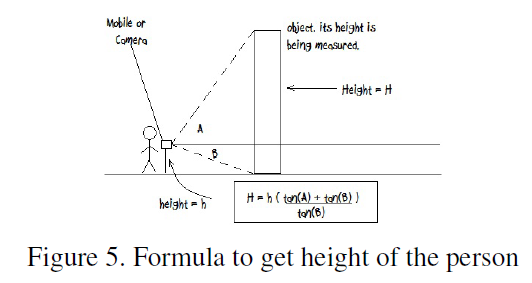 Mobile or
Camera
object. its height is
being measured.
Height = H
A
B
height = h
H = h ( tan(A) + tan(B) )
tan(B)
Figure 5. Formula to get height of the person